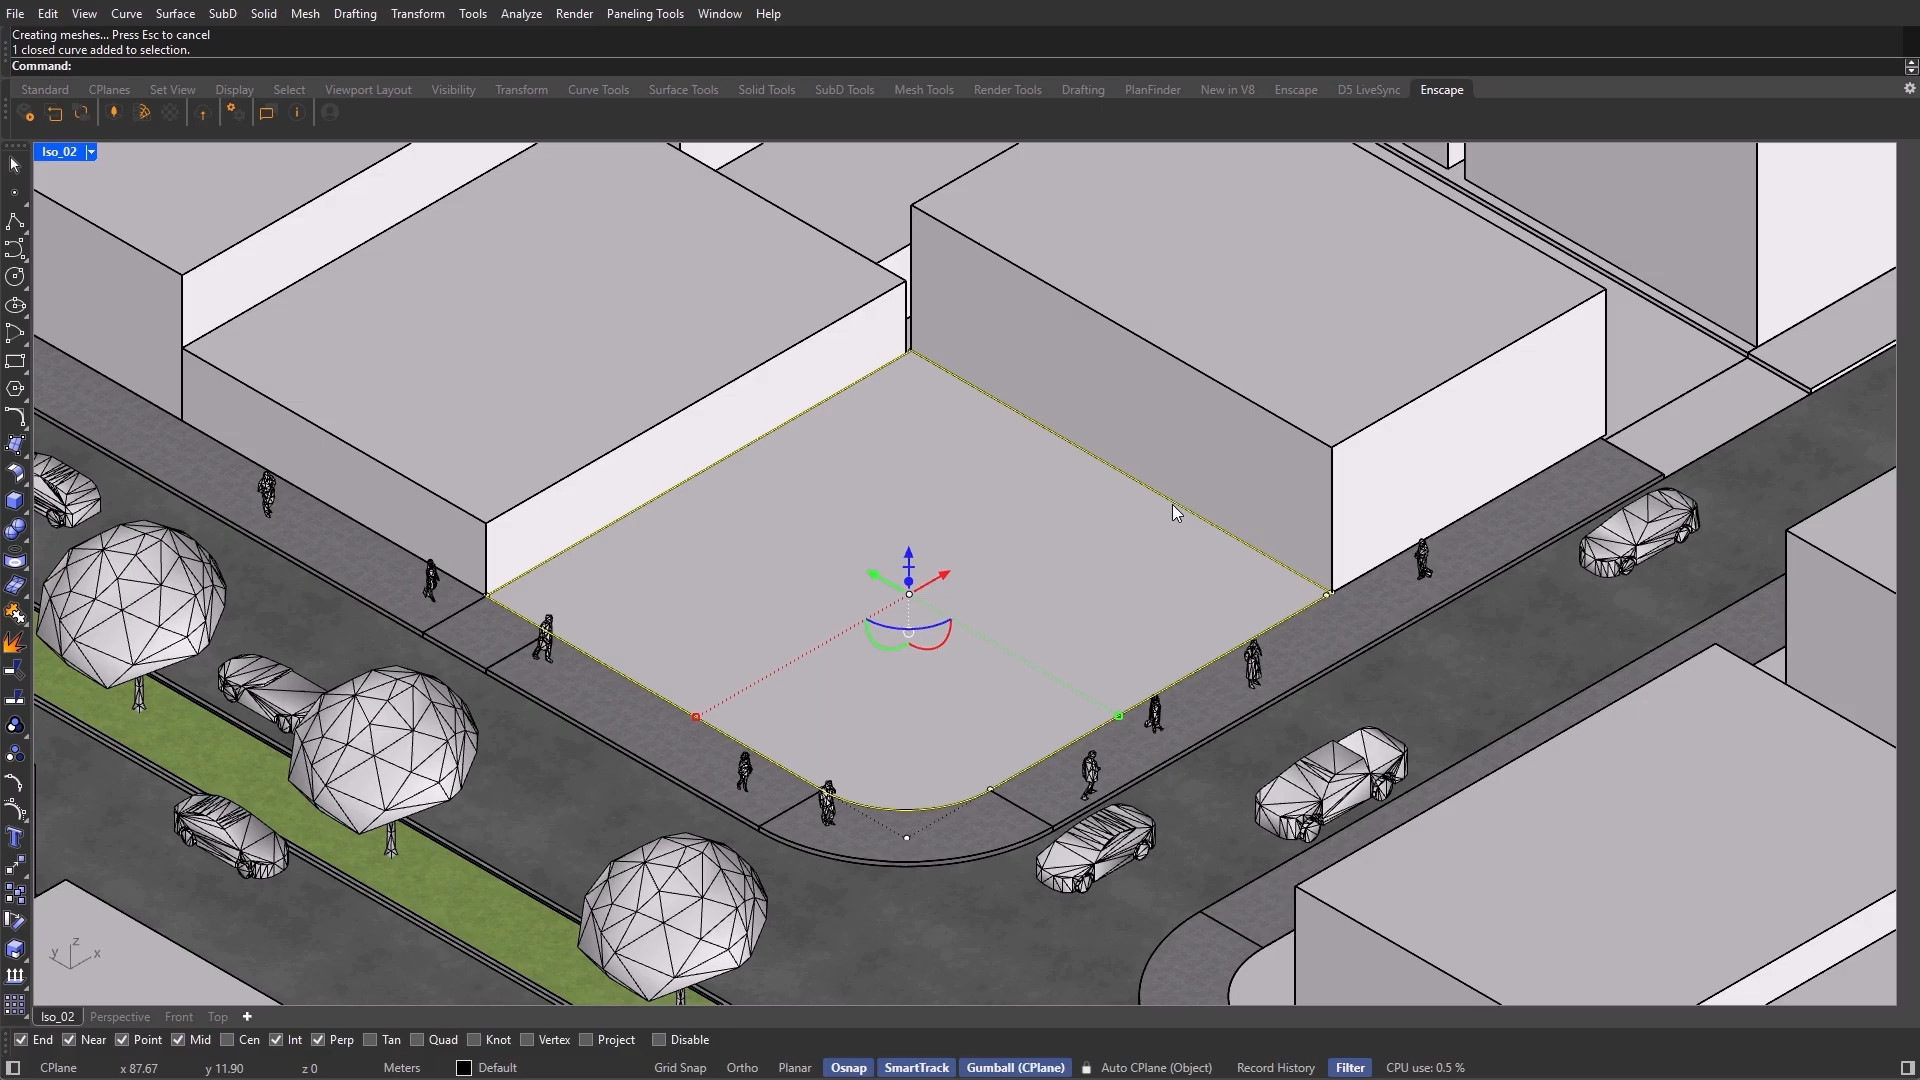 File Edit View Curve Surface SubD Solid Mesh Drafting Transform Tools Analyze Render Paneling Tools Window Help
Creating meshes... Press Esc to cancel
1 closed curve added to selection.
Command:
Standard CPlanes Set View Display Select Viewport Layout Visibility Transform Curve Tools Surface Tools Solid Tools SubD Tools Mesh Tools Render Tools Drafting PlanFinder New in V8 Enscape D5 LiveSync Enscape
Iso_02
z
y x
Iso_02 Perspective Front Top
End Near Point Mid Cen Int Perp Tan Quad Knot Vertex Project Disable
CPlane x 87.67 y 11.90 z 0 Meters Default Grid Snap Ortho Planar Osnap SmartTrack Gumball (CPlane) Auto CPlane (Object) Record History Filter CPU use: 0.5 %